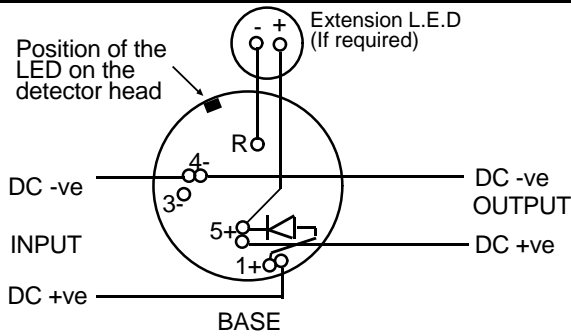 Extension L.E.D
(If required)
- +
Position of the
LED on the
detector head
R
4-
3-
DC -ve
DC -ve
OUTPUT
5+
INPUT
DC +ve
1+
DC +ve
BASE